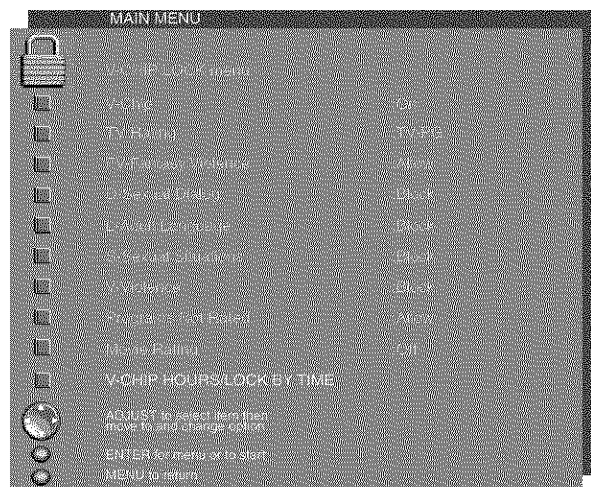 MAIN MENU
V-CHIP LOCK menu
V-Chip On
TV Rating TV-PG
TV-Fantasy Violence Allow
D-Sexual Dialog Block
L-Adult Language Block
S-Sexual Situations Block
V-Violence Block
Programs Not Rated Allow
Movie Rating Off
V-CHIP HOURS/LOCK BY TIME
ADJUST to select item then
move to and change option
ENTER for menu or to start
MENU to return